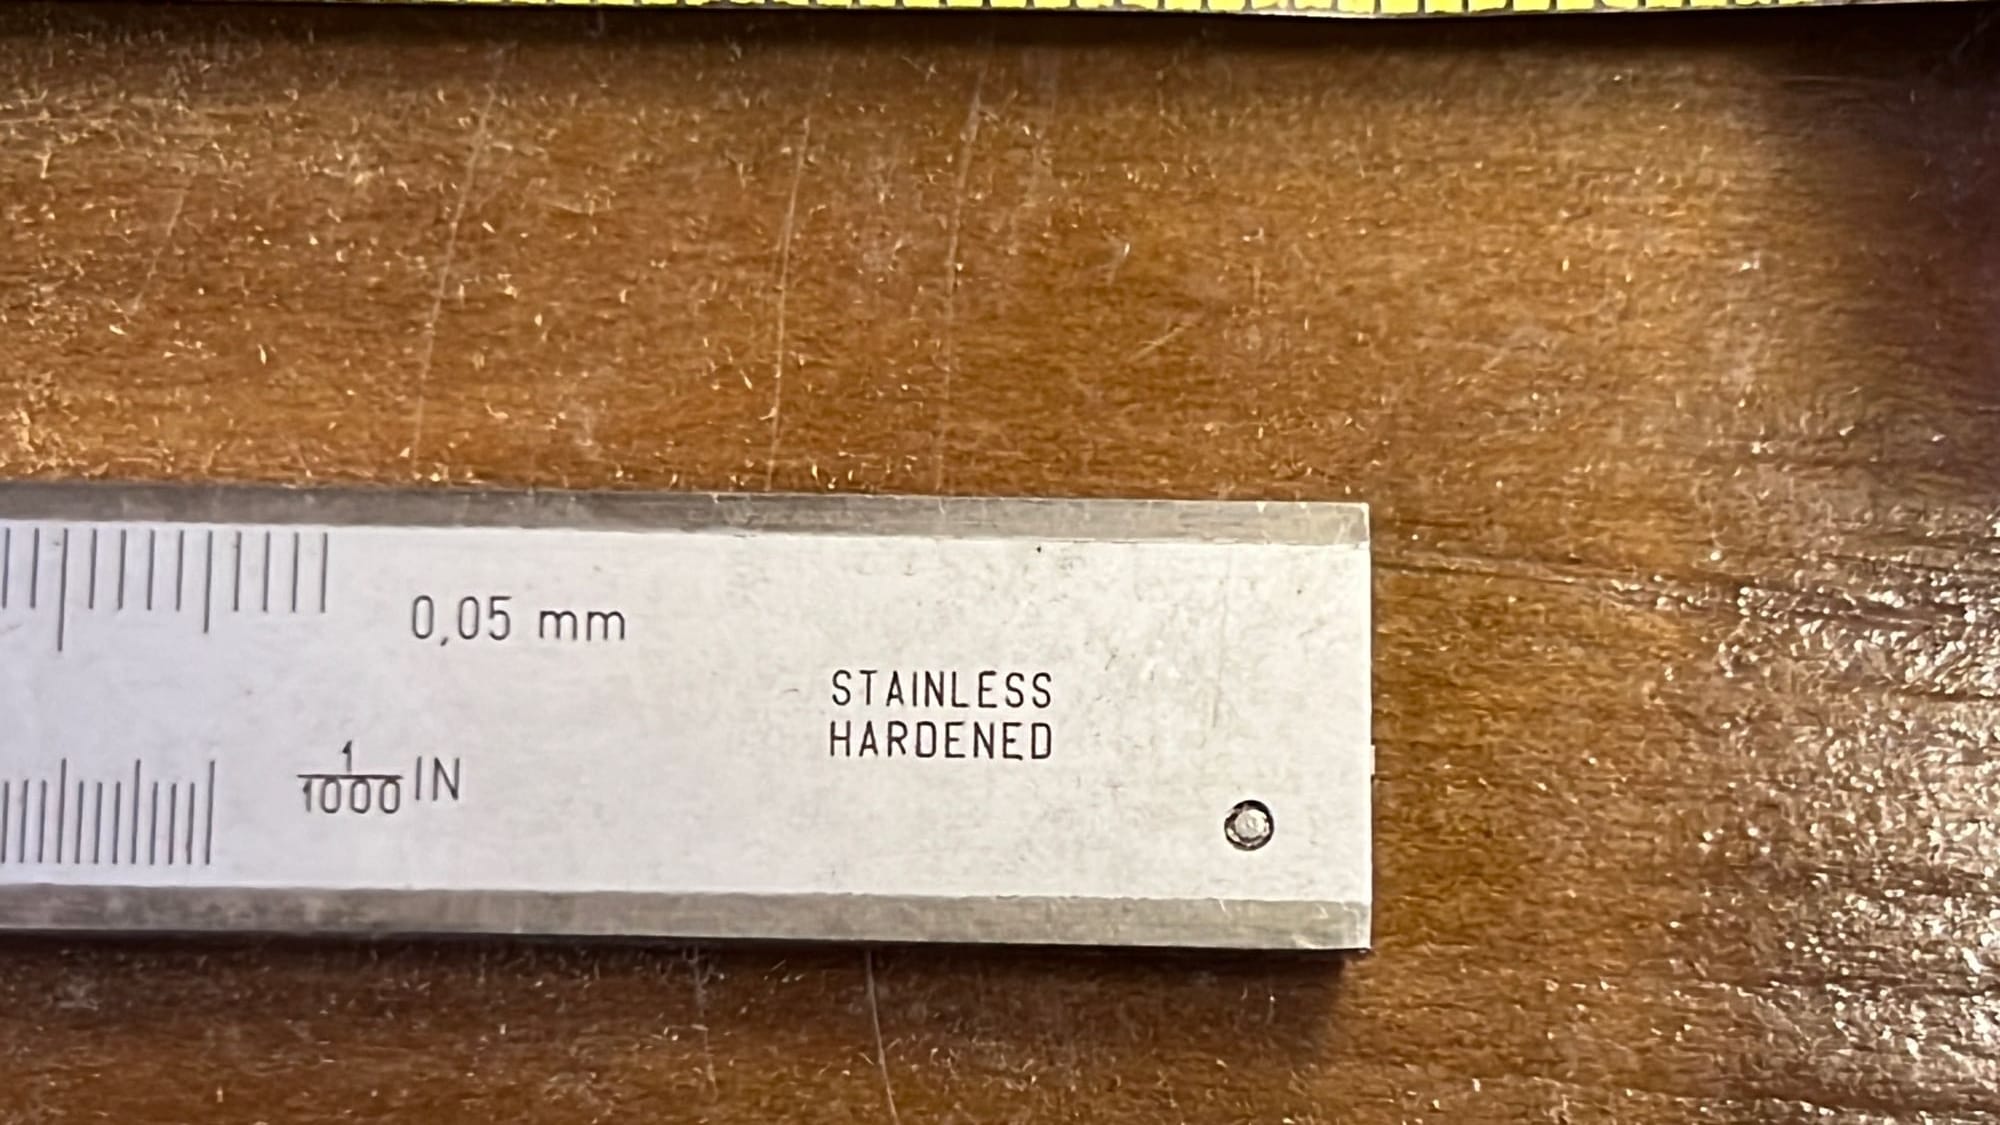 0,05 mm
STAINLESS
HARDENED
1/1000 IN